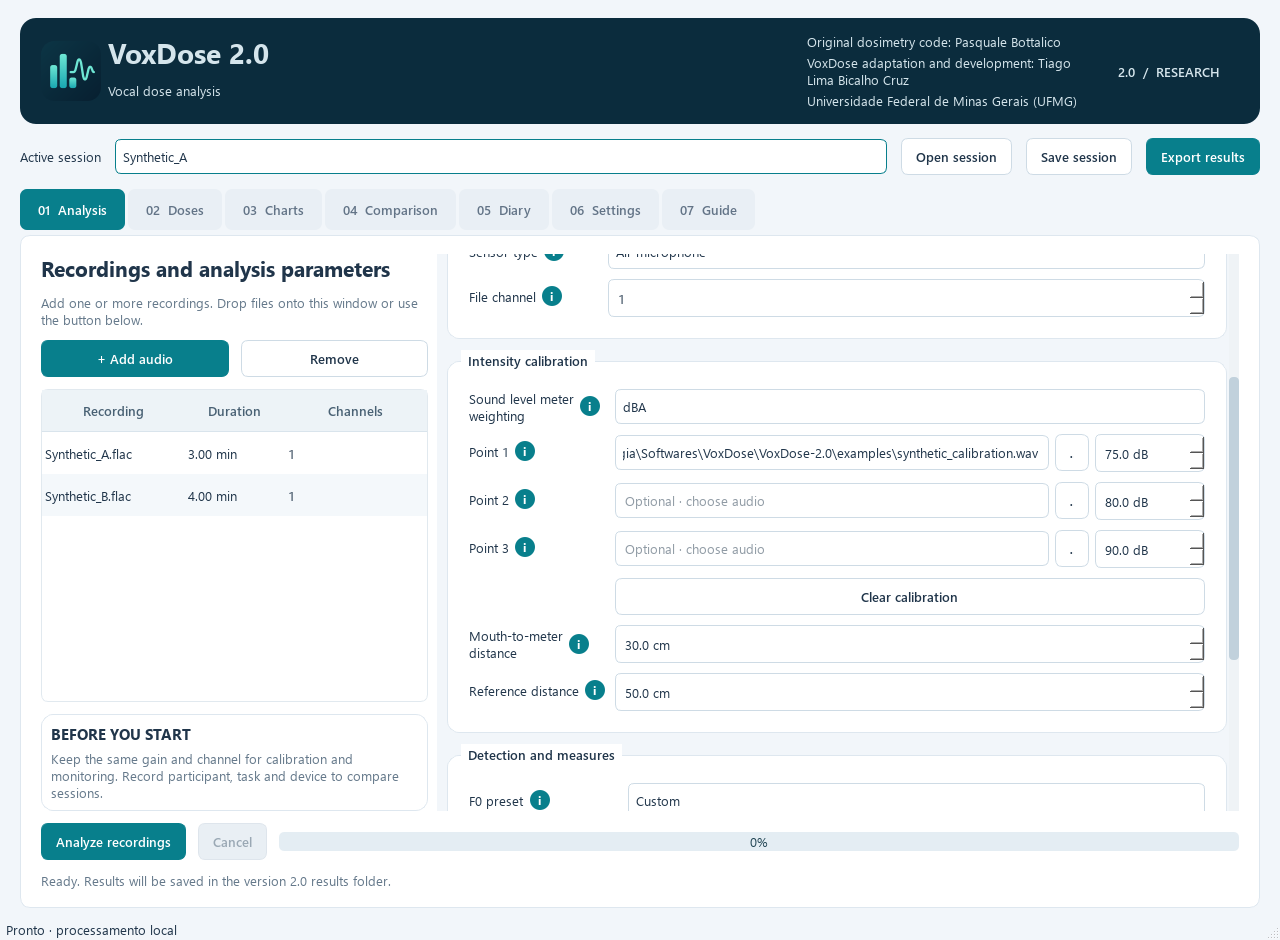 VoxDose 2.0
Vocal dose analysis
Original dosimetry code: Pasquale Bottalico
VoxDose adaptation and development: Tiago
Lima Bicalho Cruz
Universidade Federal de Minas Gerais (UFMG)
2.0 / RESEARCH
Active session
Synthetic_A
Open session
Save session
Export results
01 Analysis
02 Doses
03 Charts
04 Comparison
05 Diary
06 Settings
07 Guide
Recordings and analysis parameters
Add one or more recordings. Drop files onto this window or use
the button below.
+ Add audio
Remove
Recording Duration Channels
Synthetic_A.flac 3.00 min 1
Synthetic_B.flac 4.00 min 1
BEFORE YOU START
Keep the same gain and channel for calibration and
monitoring. Record participant, task and device to compare
sessions.
Sensor type i Air microphone
File channel i 1
Intensity calibration
Sound level meter
weighting i dBA
Point 1 i gia\Softwares\VoxDose\VoxDose-2.0\examples\synthetic_calibration.wav . 75.0 dB
Point 2 i Optional · choose audio . 80.0 dB
Point 3 i Optional · choose audio . 90.0 dB
Clear calibration
Mouth-to-meter
distance i 30.0 cm
Reference distance i 50.0 cm
Detection and measures
F0 preset i Custom
Analyze recordings
Cancel
0%
Ready. Results will be saved in the version 2.0 results folder.
Pronto · processamento local